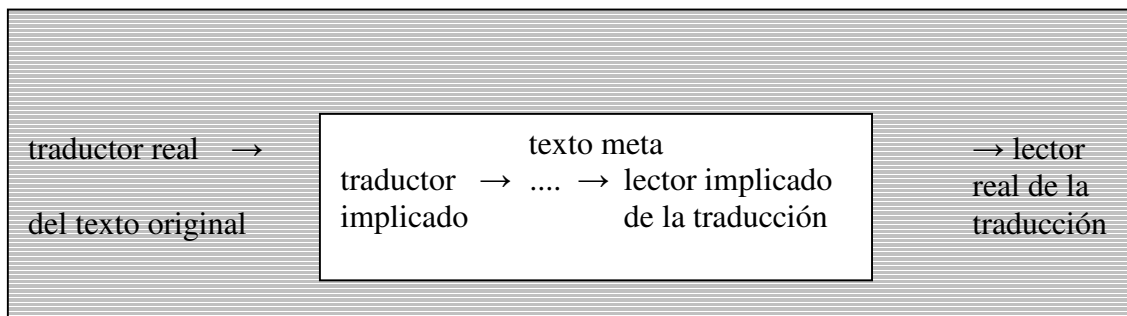 traductor real →
del texto original
texto meta
traductor → .... → lector implicado
implicado de la traducción
→ lector
real de la
traducción